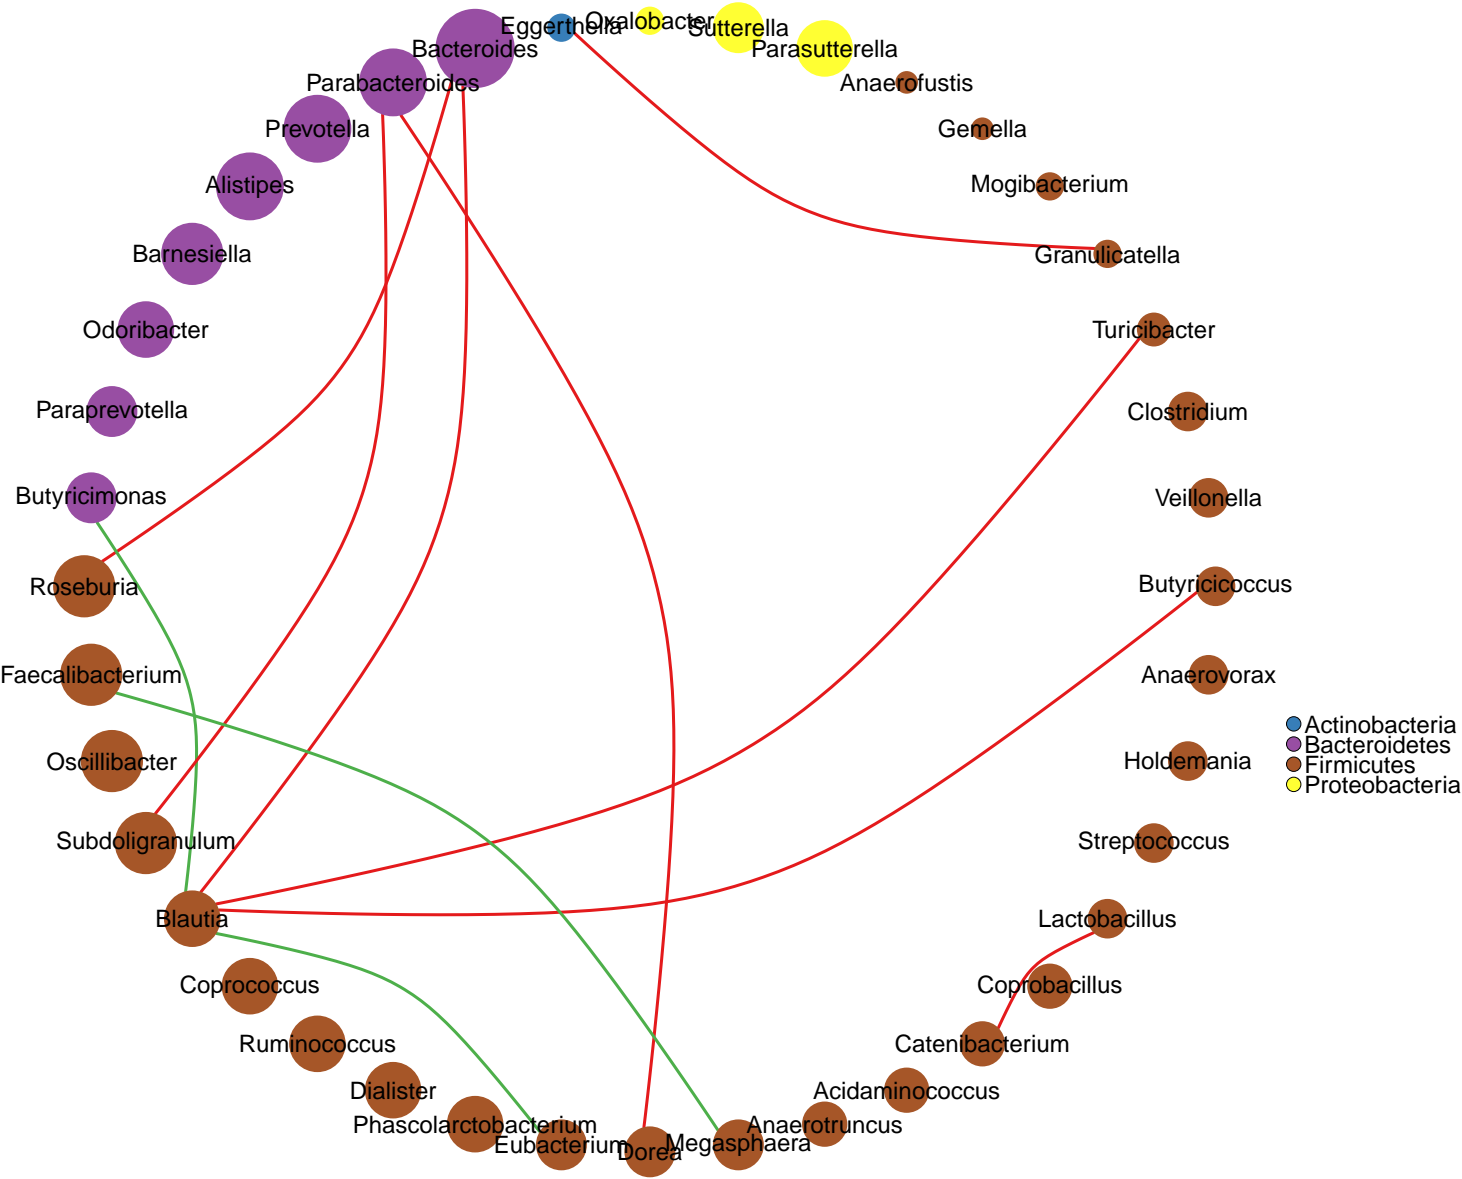 Eggerthella
Oxalobacter
Sutterella
Bacteroides
Parasutterella
Parabacteroides
Anaerofustis
Prevotella
Gemella
Alistipes
Mogibacterium
Barnesiella
Granulicatella
Odoribacter
Turicibacter
Paraprevotella
Clostridium
Butyricimonas
Veillonella
Roseburia
Butyricicoccus
Faecalibacterium
Anaerovorax
Actinobacteria
Bacteroidetes
Firmicutes
Proteobacteria
Oscillibacter
Holdemania
Subdoligranulum
Streptococcus
Blautia
Lactobacillus
Coprococcus
Coprobacillus
Ruminococcus
Catenibacterium
Dialister
Acidaminococcus
Phascolarctobacterium
Anaerotruncus
Eubacterium
Dorea
Megasphaera